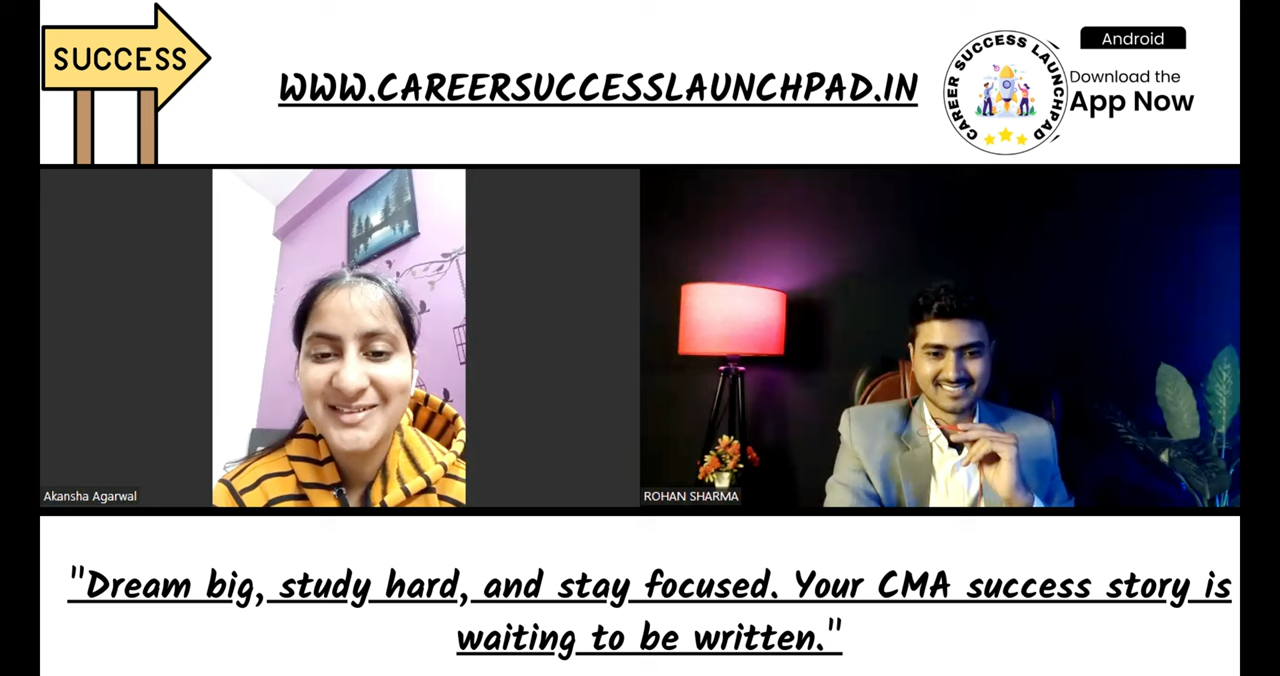 SUCCESS
WWW.CAREERSUCCESSLAUNCHPAD.IN
CAREER SUCCESS LAUNCHPAD
Android
Download the
App Now
Akansha Agarwal
ROHAN SHARMA
"Dream big, study hard, and stay focused. Your CMA success story is
waiting to be written."